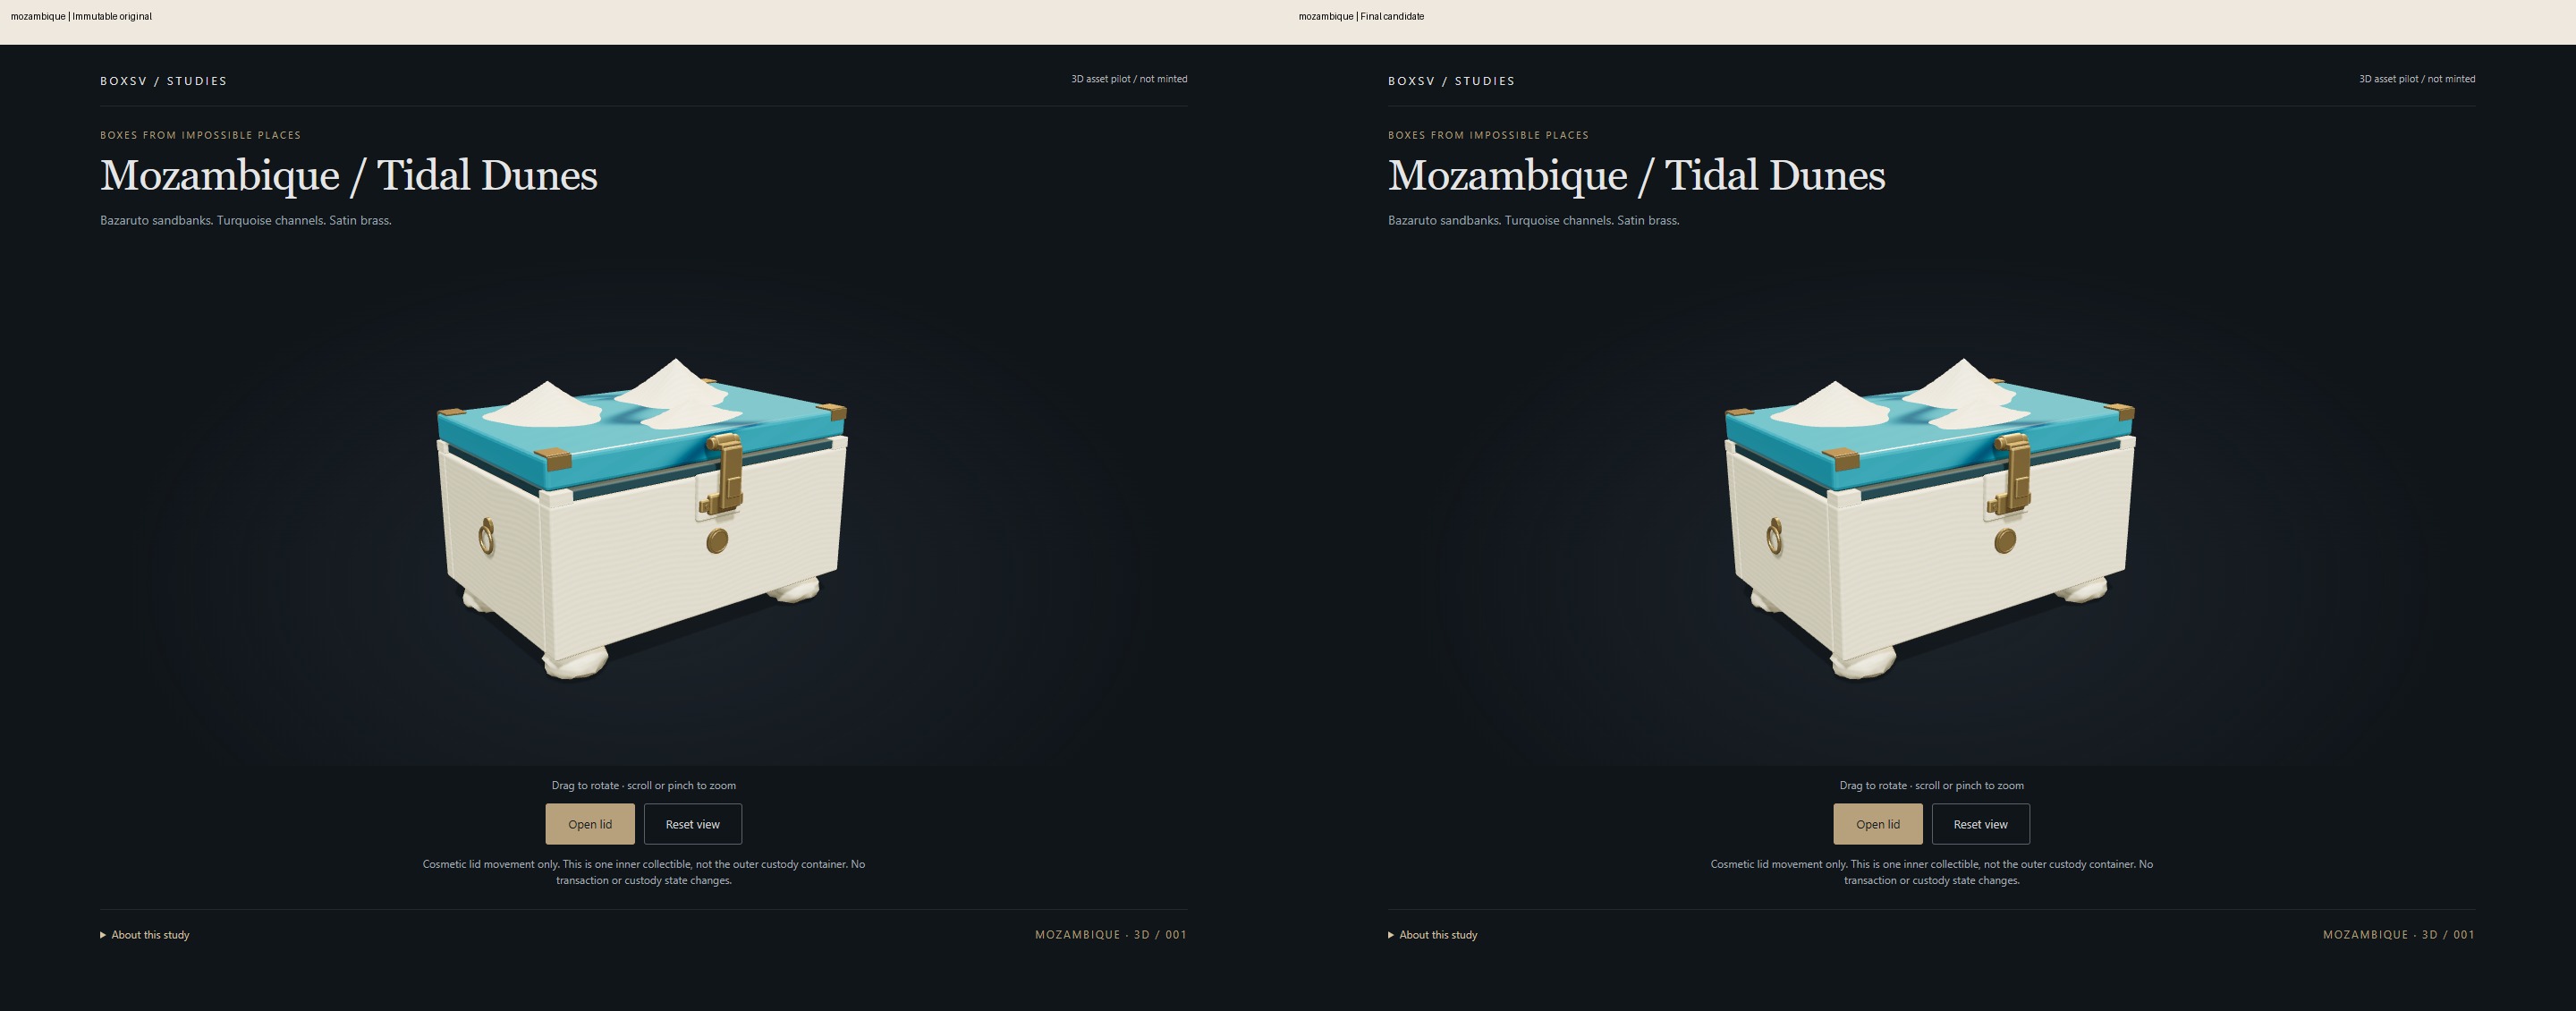 mozambique | Immutable original
BOXSV / STUDIES
3D asset pilot / not minted
BOXES FROM IMPOSSIBLE PLACES
Mozambique / Tidal Dunes
Bazaruto sandbanks. Turquoise channels. Satin brass.
Drag to rotate · scroll or pinch to zoom
Open lid
Reset view
Cosmetic lid movement only. This is one inner collectible, not the outer custody container. No
transaction or custody state changes.
About this study
MOZAMBIQUE · 3D / 001
mozambique | Final candidate
BOXSV / STUDIES
3D asset pilot / not minted
BOXES FROM IMPOSSIBLE PLACES
Mozambique / Tidal Dunes
Bazaruto sandbanks. Turquoise channels. Satin brass.
Drag to rotate · scroll or pinch to zoom
Open lid
Reset view
Cosmetic lid movement only. This is one inner collectible, not the outer custody container. No
transaction or custody state changes.
About this study
MOZAMBIQUE · 3D / 001